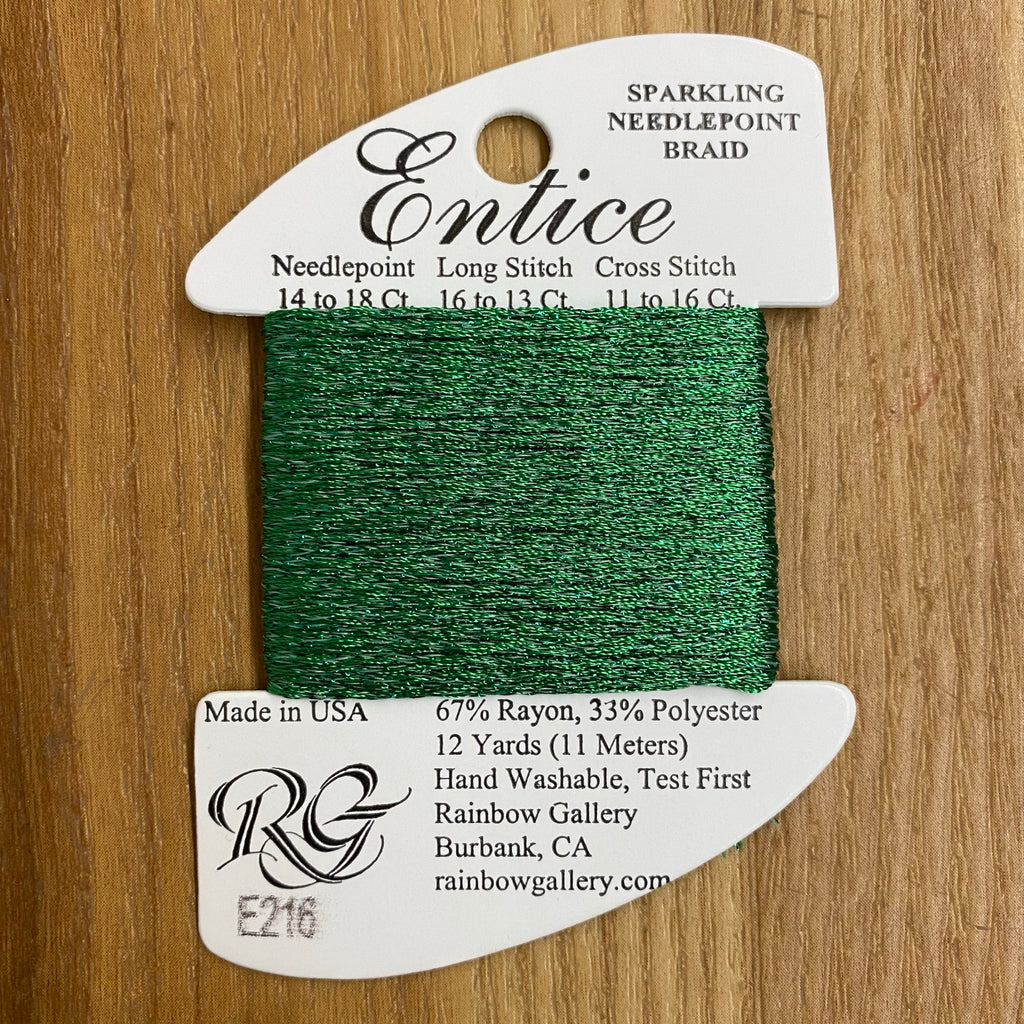 SPARKLING
NEEDLEPOINT
BRAID
Entice
Needlepoint Long Stitch Cross Stitch
14 to 18 Ct. 16 to 13 Ct. 11 to 16 Ct.
Made in USA
67% Rayon, 33% Polyester
12 Yards (11 Meters)
Hand Washable, Test First
Rainbow Gallery
Burbank, CA
rainbowgallery.com
RG
E216